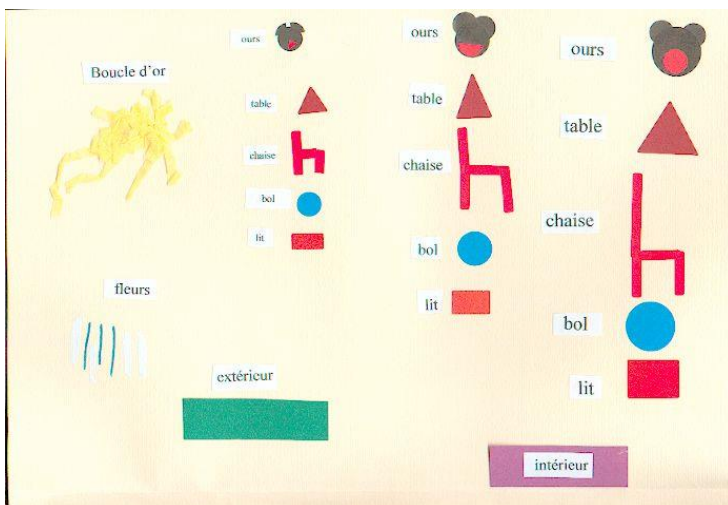 Boucle d'or
fleurs
extérieur
ours
table
chaise
bol
lit
ours
table
chaise
bol
lit
ours
table
chaise
bol
lit
intérieur